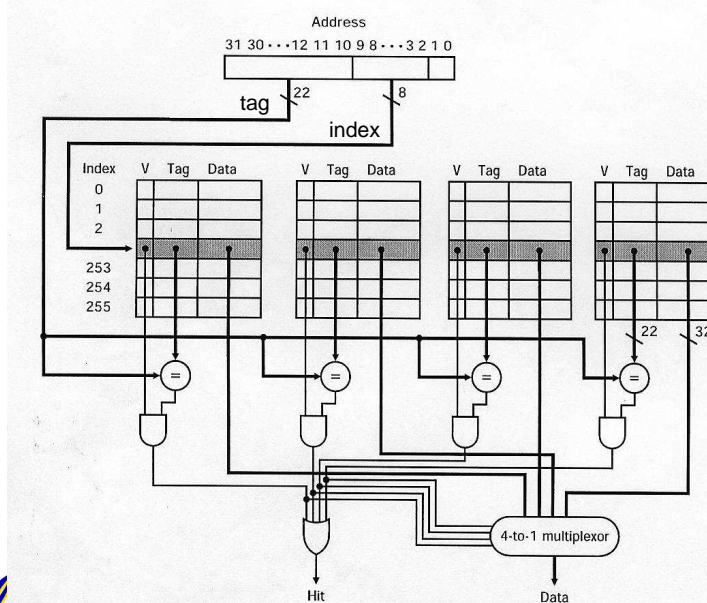 Address
31 30 • • • 12 11 10 9 8 • • • 3 2 1 0
tag 22 8
index
Index V Tag Data V Tag Data V Tag Data V Tag Data
0
1
2
253
254
255
22 32
= = = =
4-to-1 multiplexor
Hit Data